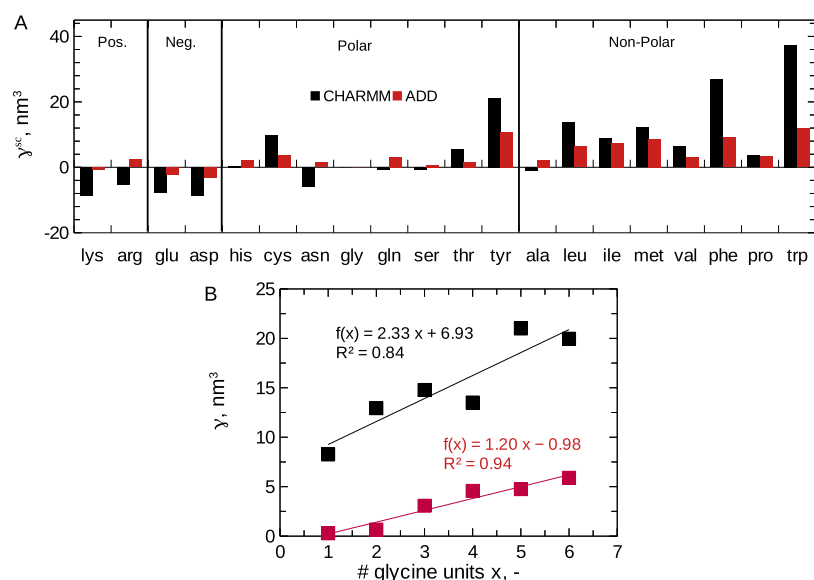 A
Pos.
Neg.
Polar
Non-Polar
CHARMM
ADD
γˢᶜ, nm³
40
20
0
-20
lys arg glu asp his cys asn gly gln ser thr tyr ala leu ile met val phe pro trp
B
f(x) = 2.33 x + 6.93
R² = 0.84
f(x) = 1.20 x − 0.98
R² = 0.94
γ, nm³
25
20
15
10
5
0
0 1 2 3 4 5 6 7
# glycine units x, -